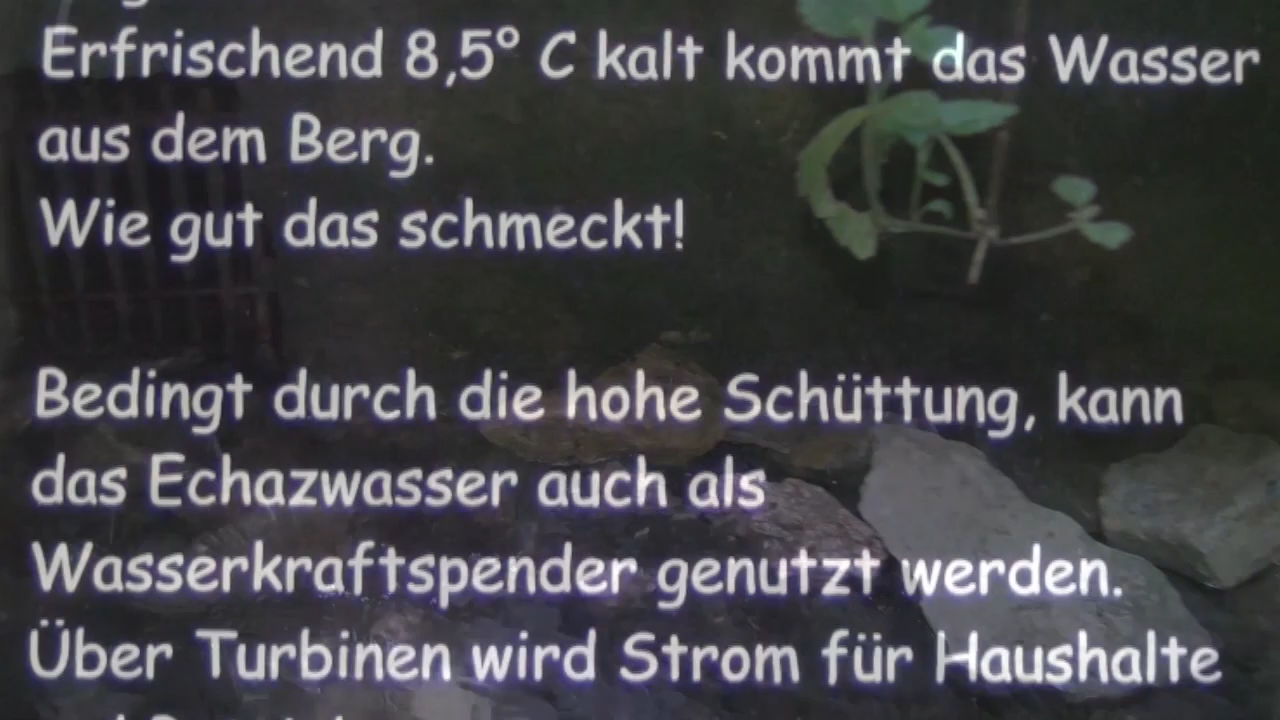 Erfrischend 8,5° C kalt kommt das Wasser
aus dem Berg.
Wie gut das schmeckt!
Bedingt durch die hohe Schüttung, kann
das Echazwasser auch als
Wasserkraftspender genutzt werden.
Über Turbinen wird Strom für Haushalte